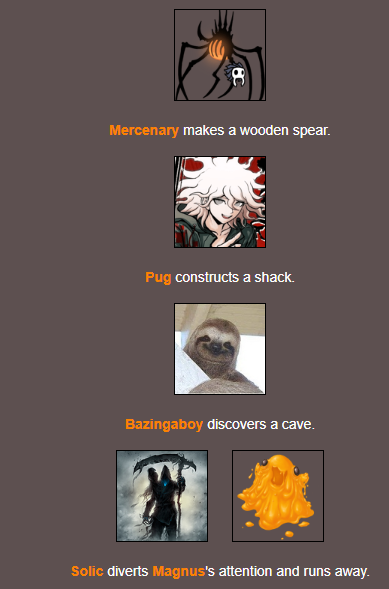 Mercenary makes a wooden spear.
Pug constructs a shack.
Bazingaboy discovers a cave.
Solic diverts Magnus's attention and runs away.